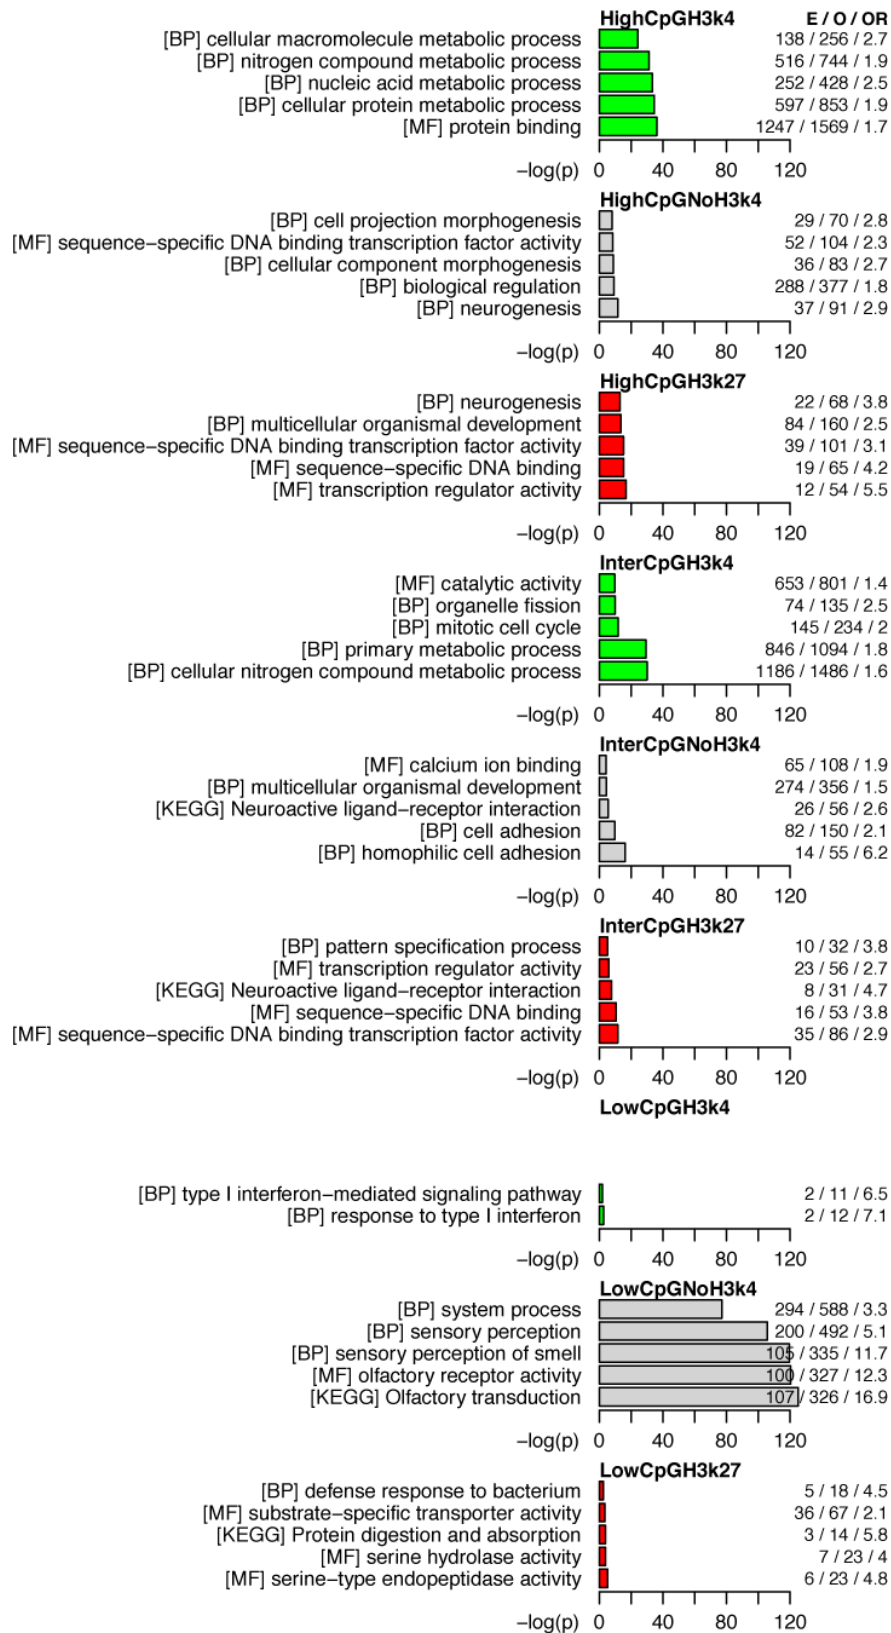 HighCpGH3k4 E / O / OR
[BP] cellular macromolecule metabolic process 138 / 256 / 2.7
[BP] nitrogen compound metabolic process 516 / 744 / 1.9
[BP] nucleic acid metabolic process 252 / 428 / 2.5
[BP] cellular protein metabolic process 597 / 853 / 1.9
[MF] protein binding 1247 / 1569 / 1.7
−log(p) 0 40 80 120
HighCpGNoH3k4
[BP] cell projection morphogenesis 29 / 70 / 2.8
[MF] sequence−specific DNA binding transcription factor activity 52 / 104 / 2.3
[BP] cellular component morphogenesis 36 / 83 / 2.7
[BP] biological regulation 288 / 377 / 1.8
[BP] neurogenesis 37 / 91 / 2.9
−log(p) 0 40 80 120
HighCpGH3k27
[BP] neurogenesis 22 / 68 / 3.8
[BP] multicellular organismal development 84 / 160 / 2.5
[MF] sequence−specific DNA binding transcription factor activity 39 / 101 / 3.1
[MF] sequence−specific DNA binding 19 / 65 / 4.2
[MF] transcription regulator activity 12 / 54 / 5.5
−log(p) 0 40 80 120
InterCpGH3k4
[MF] catalytic activity 653 / 801 / 1.4
[BP] organelle fission 74 / 135 / 2.5
[BP] mitotic cell cycle 145 / 234 / 2
[BP] primary metabolic process 846 / 1094 / 1.8
[BP] cellular nitrogen compound metabolic process 1186 / 1486 / 1.6
−log(p) 0 40 80 120
InterCpGNoH3k4
[MF] calcium ion binding 65 / 108 / 1.9
[BP] multicellular organismal development 274 / 356 / 1.5
[KEGG] Neuroactive ligand−receptor interaction 26 / 56 / 2.6
[BP] cell adhesion 82 / 150 / 2.1
[BP] homophilic cell adhesion 14 / 55 / 6.2
−log(p) 0 40 80 120
InterCpGH3k27
[BP] pattern specification process 10 / 32 / 3.8
[MF] transcription regulator activity 23 / 56 / 2.7
[KEGG] Neuroactive ligand−receptor interaction 8 / 31 / 4.7
[MF] sequence−specific DNA binding 16 / 53 / 3.8
[MF] sequence−specific DNA binding transcription factor activity 35 / 86 / 2.9
−log(p) 0 40 80 120
LowCpGH3k4
[BP] type I interferon−mediated signaling pathway 2 / 11 / 6.5
[BP] response to type I interferon 2 / 12 / 7.1
−log(p) 0 40 80 120
LowCpGNoH3k4
[BP] system process 294 / 588 / 3.3
[BP] sensory perception 200 / 492 / 5.1
[BP] sensory perception of smell 105 / 335 / 11.7
[MF] olfactory receptor activity 100 / 327 / 12.3
[KEGG] Olfactory transduction 107 / 326 / 16.9
−log(p) 0 40 80 120
LowCpGH3k27
[BP] defense response to bacterium 5 / 18 / 4.5
[MF] substrate−specific transporter activity 36 / 67 / 2.1
[KEGG] Protein digestion and absorption 3 / 14 / 5.8
[MF] serine hydrolase activity 7 / 23 / 4
[MF] serine−type endopeptidase activity 6 / 23 / 4.8
−log(p) 0 40 80 120